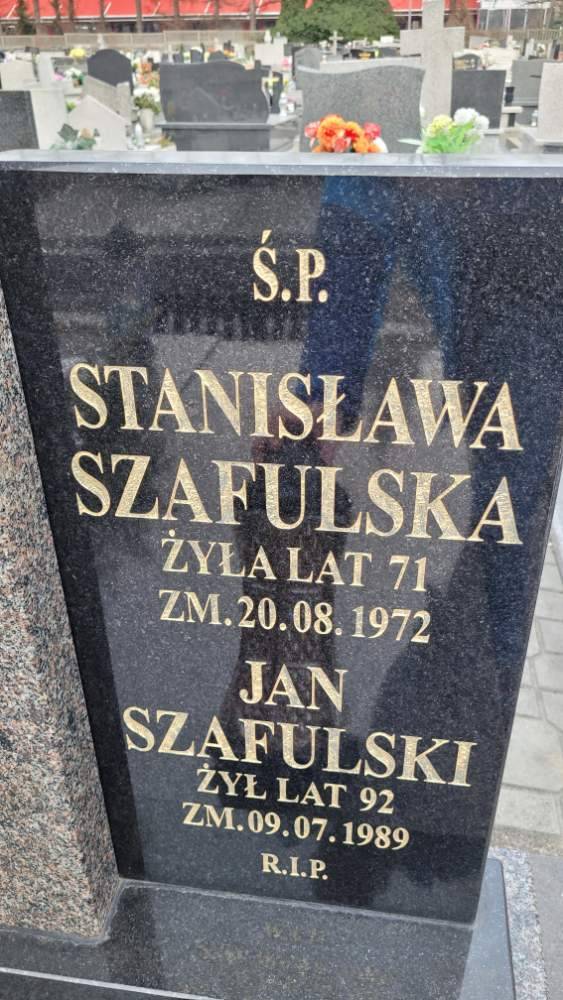 Ś.P.
STANISŁAWA
SZAFULSKA
ŻYŁA LAT 71
ZM.20.08.1972
JAN
SZAFULSKI
ŻYŁ LAT 92
ZM.09.07.1989
R.I.P.